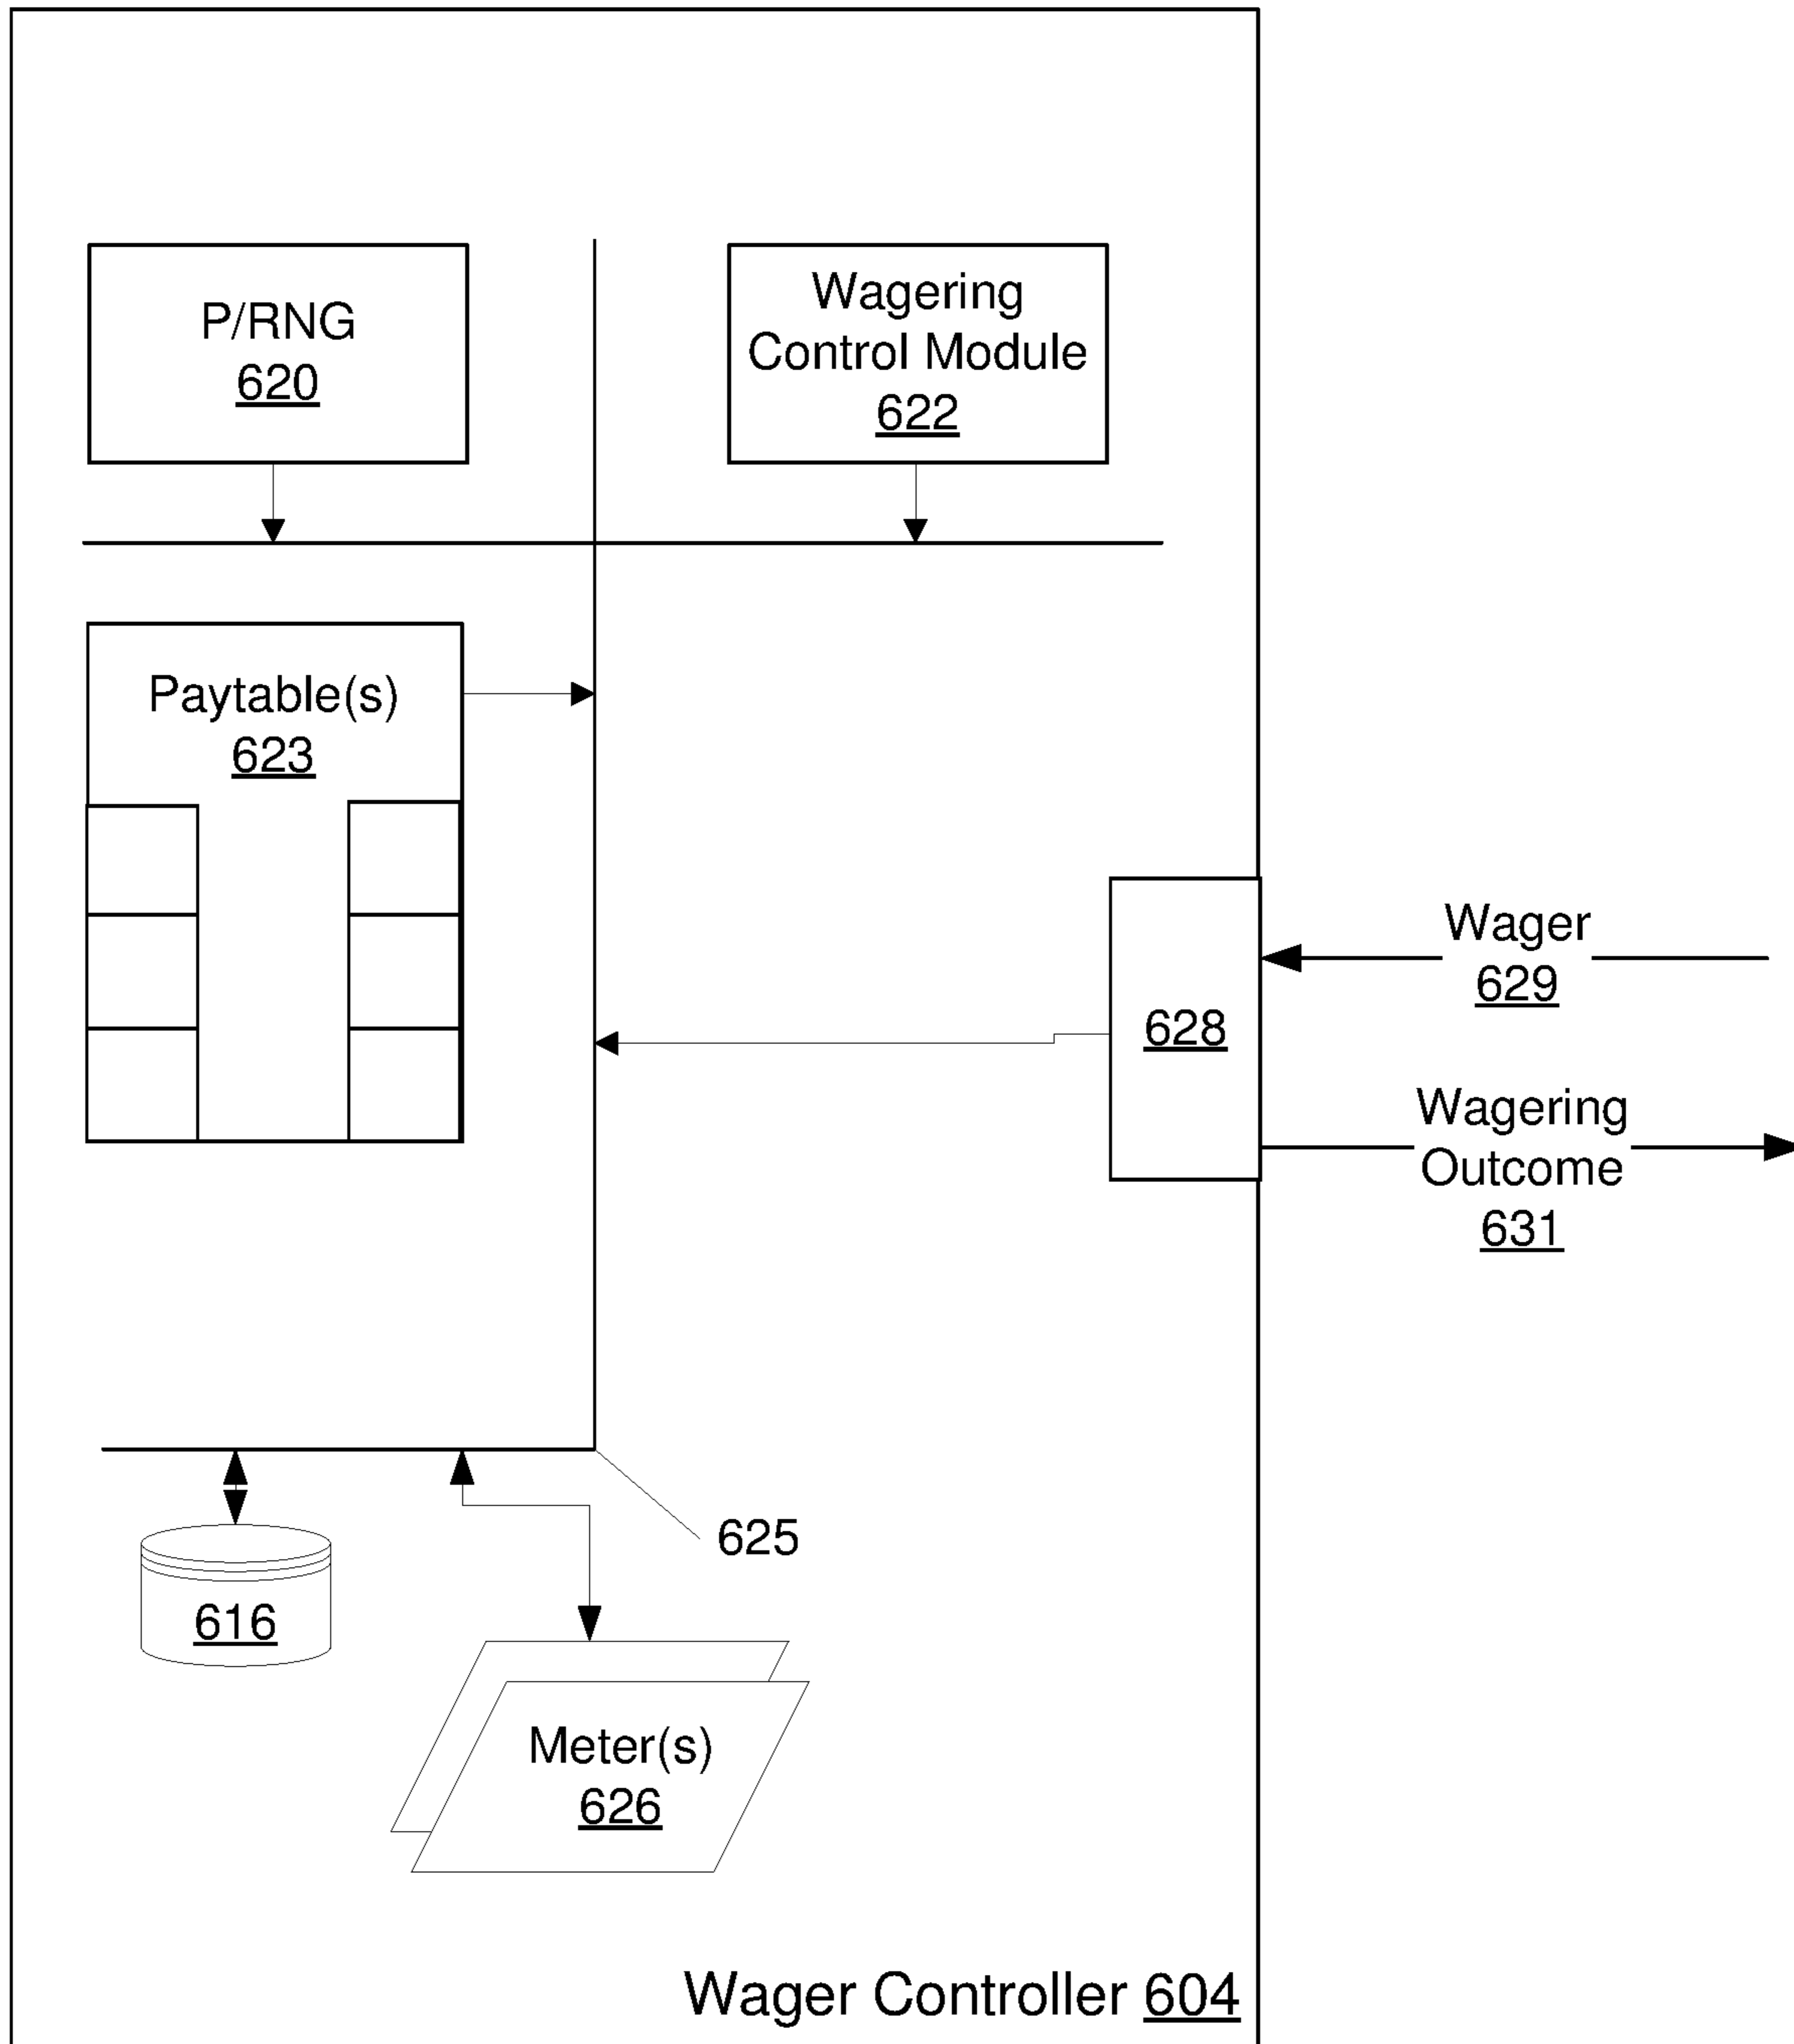 P/RNG
620
Wagering
Control Module
622
Paytable(s)
623
Wager
629
628
Wagering
Outcome
631
625
616
Meter(s)
626
Wager Controller 604